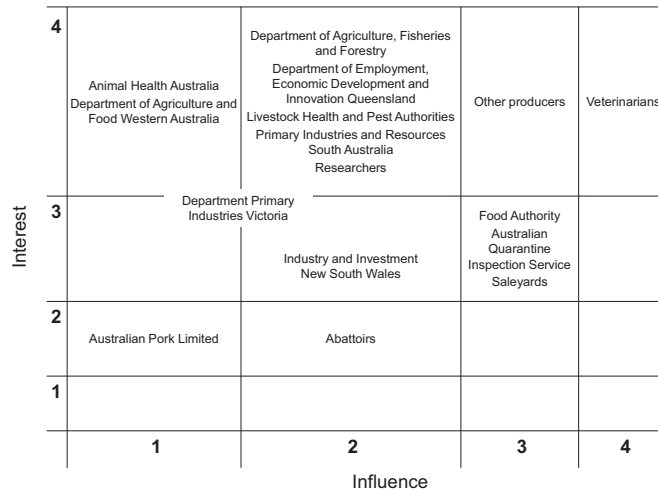 4
Animal Health Australia
Department of Agriculture and
Food Western Australia
Department of Agriculture, Fisheries
and Forestry
Department of Employment,
Economic Development and
Innovation Queensland
Livestock Health and Pest Authorities
Primary Industries and Resources
South Australia
Researchers
Other producers
Veterinarians
3
Department Primary
Industries Victoria
Industry and Investment
New South Wales
Food Authority
Australian
Quarantine
Inspection Service
Saleyards
2
Australian Pork Limited
Abattoirs
1
1
2
3
4
Interest
Influence